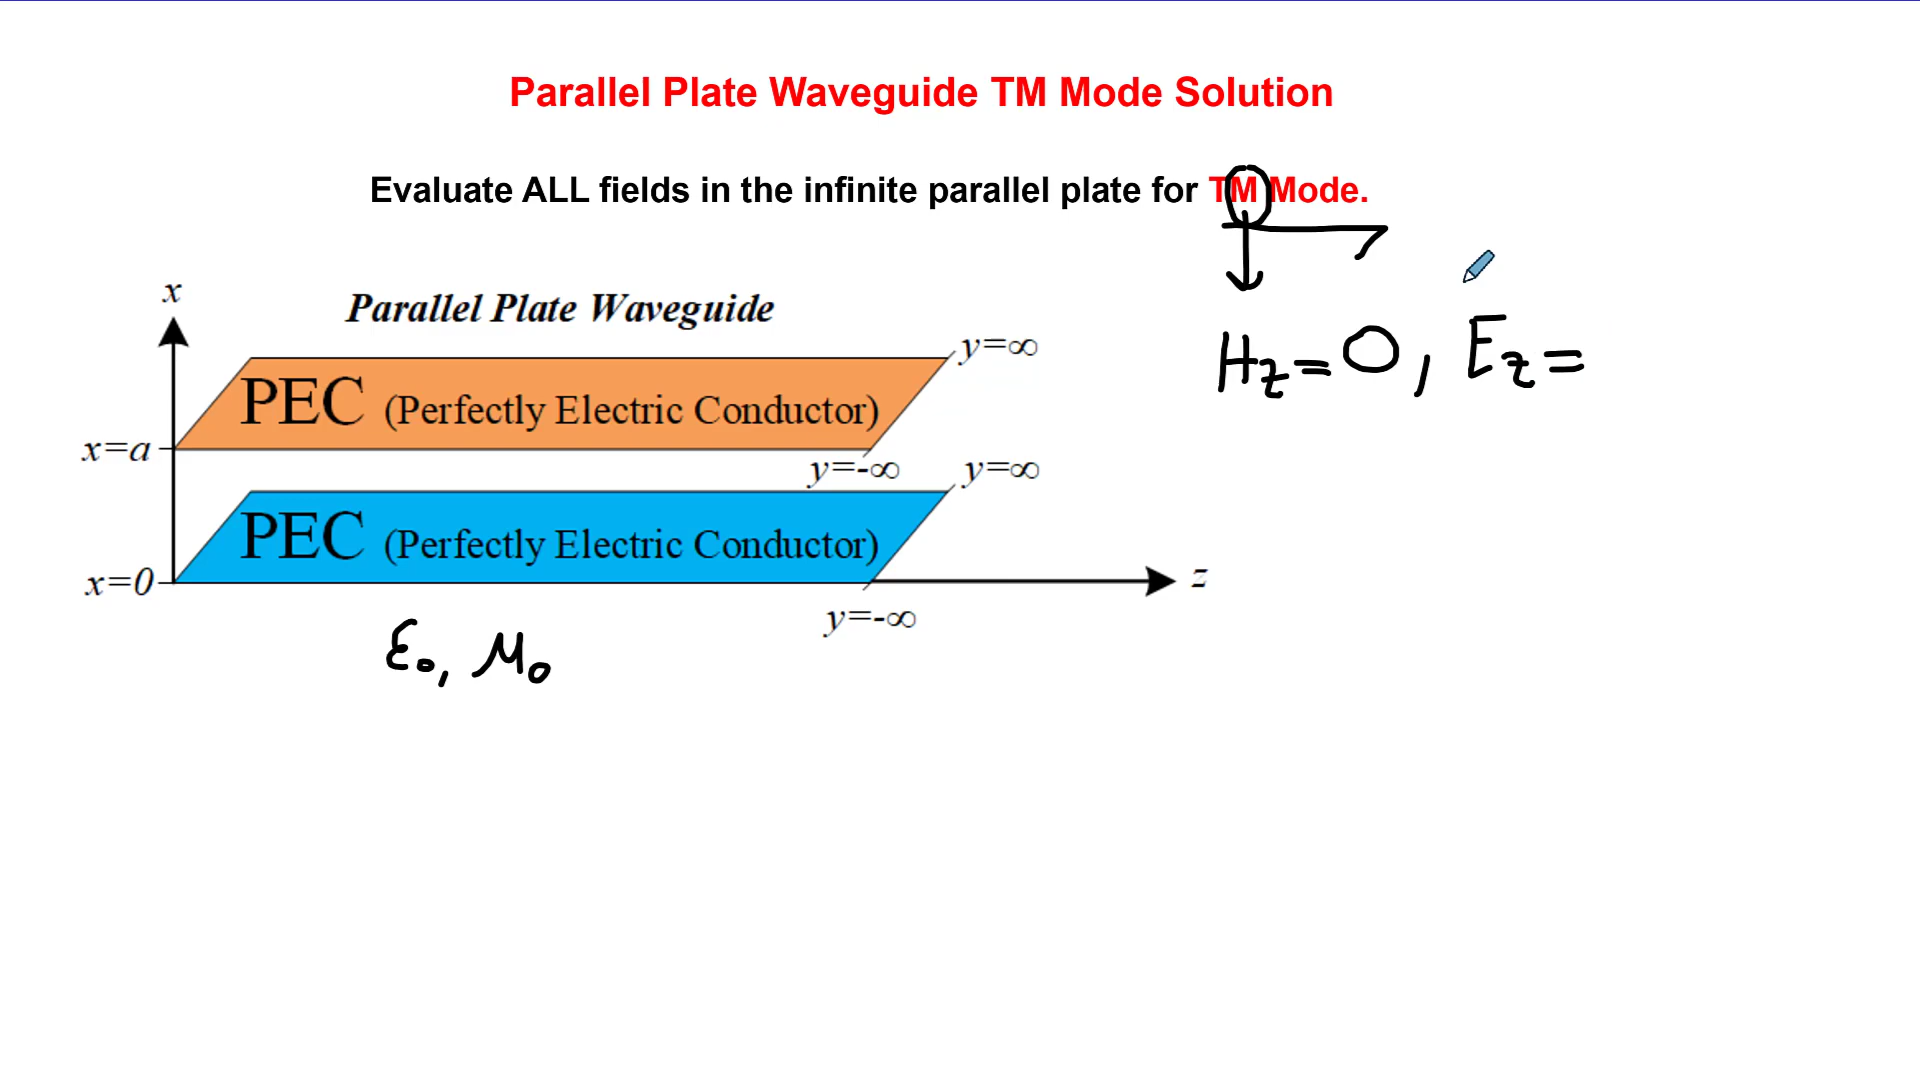 Parallel Plate Waveguide TM Mode Solution
Evaluate ALL fields in the infinite parallel plate for TM Mode.
x
Parallel Plate Waveguide
y=∞
PEC (Perfectly Electric Conductor)
x=a
y=-∞
y=∞
PEC (Perfectly Electric Conductor)
x=0
z
y=-∞
Hz=0, Ez=
ε₀, μ₀